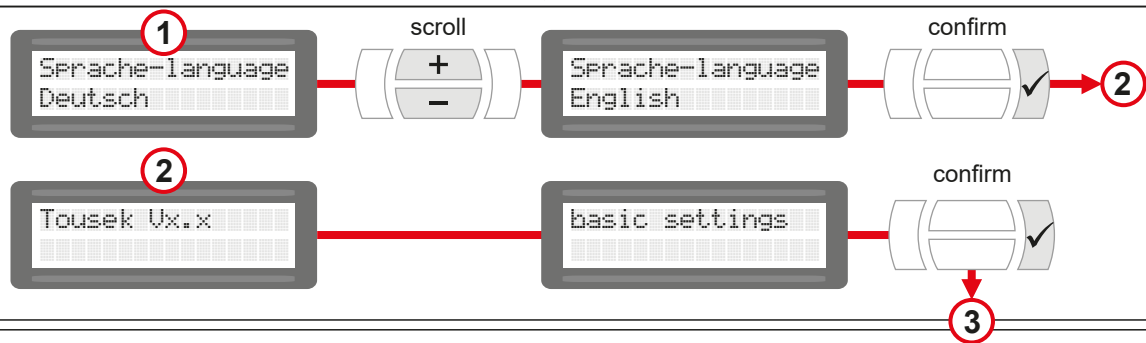 1
scroll
confirm
Sprache-language
Deutsch
+
−
Sprache-language
English
✓
2
2
confirm
Tousek Vx.x
basic settings
✓
3